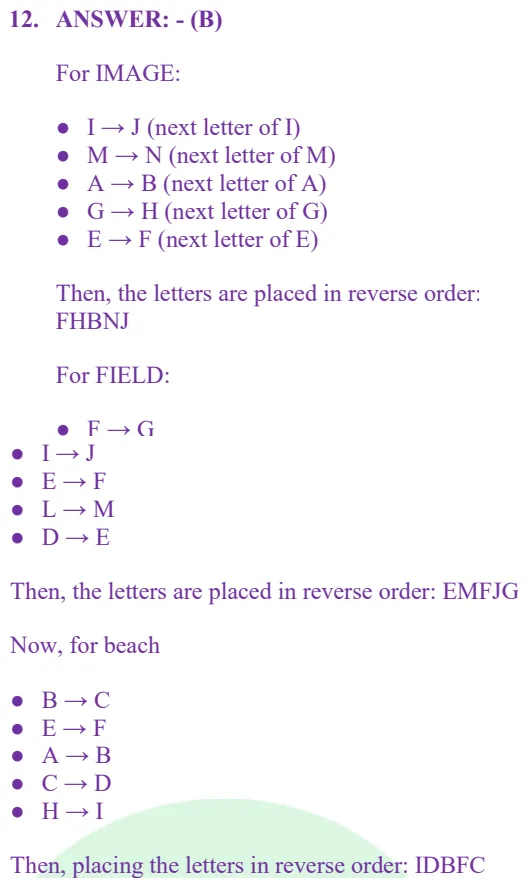 12. ANSWER: - (B)
For IMAGE:
● I → J (next letter of I)
● M → N (next letter of M)
● A → B (next letter of A)
● G → H (next letter of G)
● E → F (next letter of E)
Then, the letters are placed in reverse order:
FHBNJ
For FIELD:
● F → G
● I → J
● E → F
● L → M
● D → E
Then, the letters are placed in reverse order: EMFJG
Now, for beach
● B → C
● E → F
● A → B
● C → D
● H → I
Then, placing the letters in reverse order: IDBFC